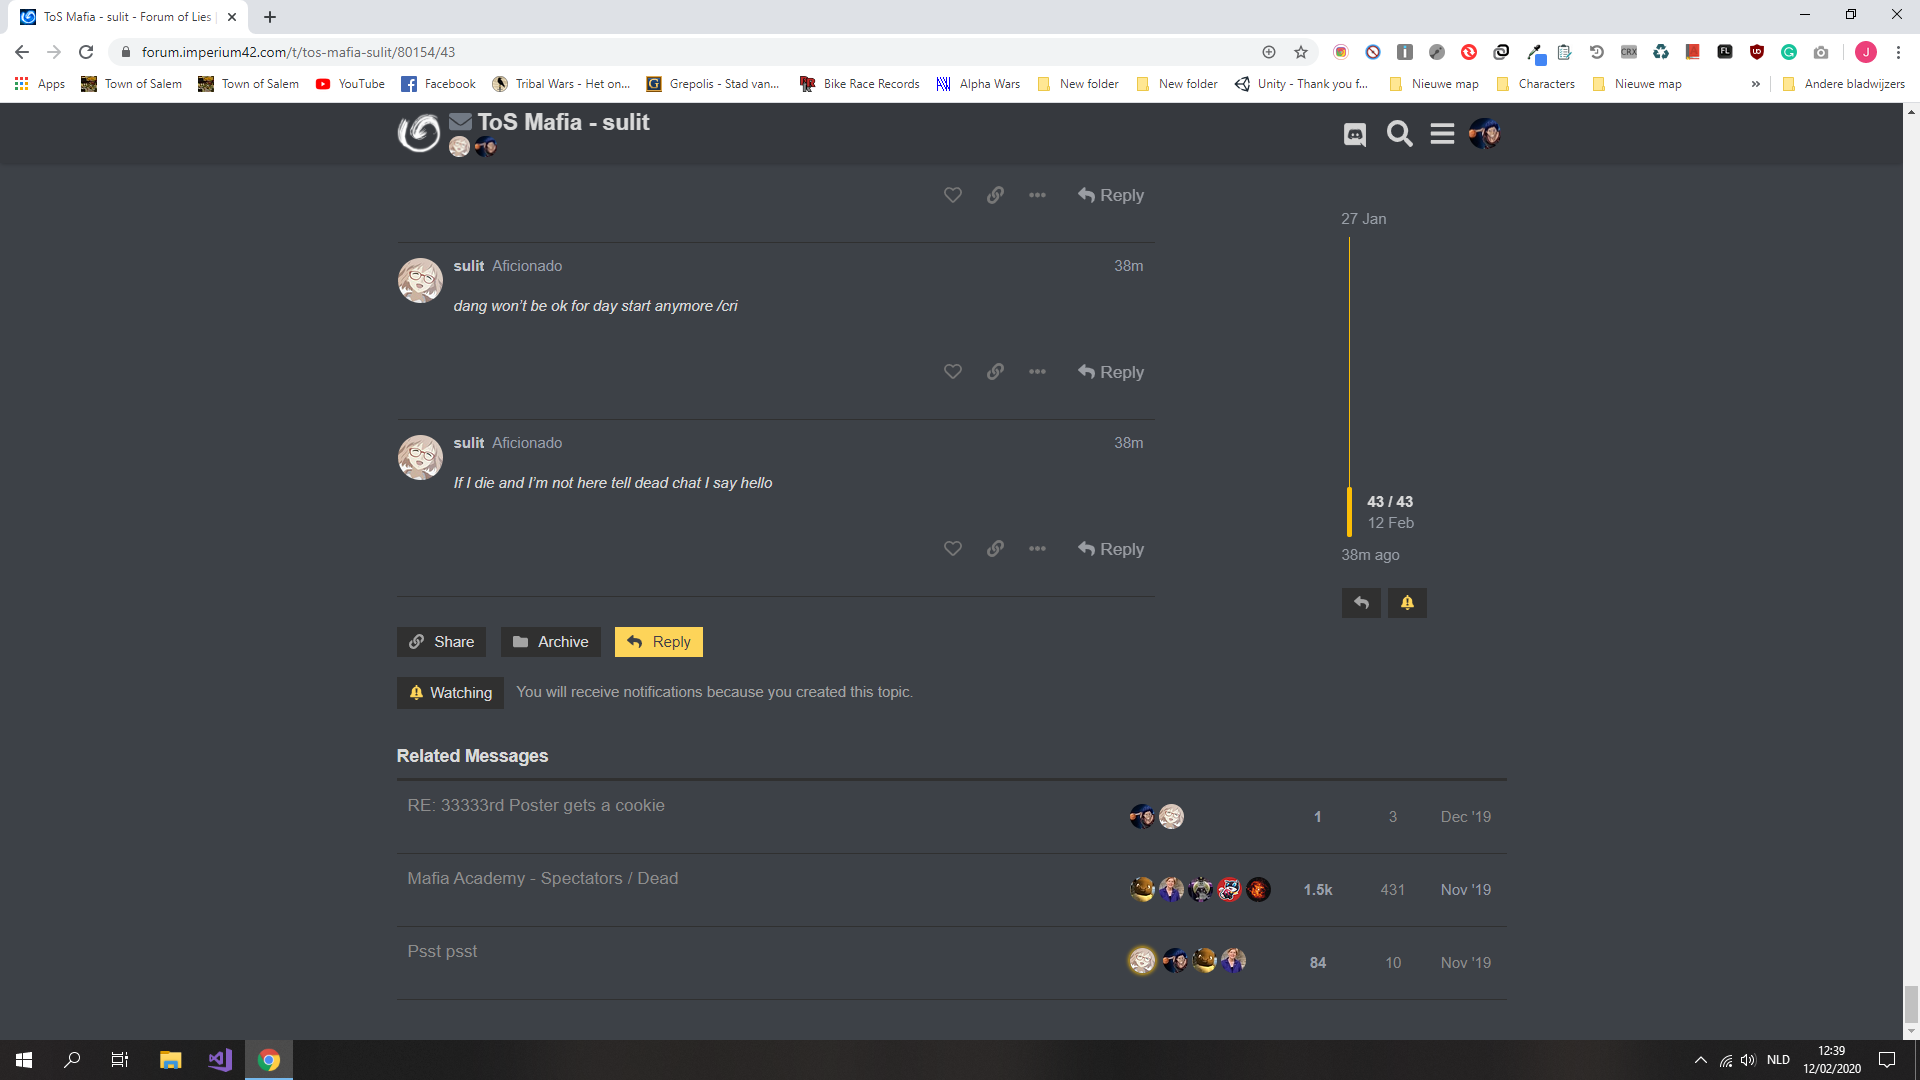 ToS Mafia - sulit - Forum of Lies
forum.imperium42.com/t/tos-mafia-sulit/80154/43
Apps Town of Salem Town of Salem YouTube Facebook Tribal Wars - Het on... Grepolis - Stad van... Bike Race Records Alpha Wars New folder New folder Unity - Thank you f... Nieuwe map Characters Nieuwe map » Andere bladwijzers
CRX FL J
ToS Mafia - sulit
Reply
27 Jan
sulit Aficionado 38m
dang won’t be ok for day start anymore /cri
Reply
sulit Aficionado 38m
If I die and I’m not here tell dead chat I say hello
43 / 43
12 Feb
38m ago
Reply
Share Archive Reply
Watching You will receive notifications because you created this topic.
Related Messages
RE: 33333rd Poster gets a cookie 1 3 Dec '19
Mafia Academy - Spectators / Dead 1.5k 431 Nov '19
Psst psst 84 10 Nov '19
NLD
12:39
12/02/2020